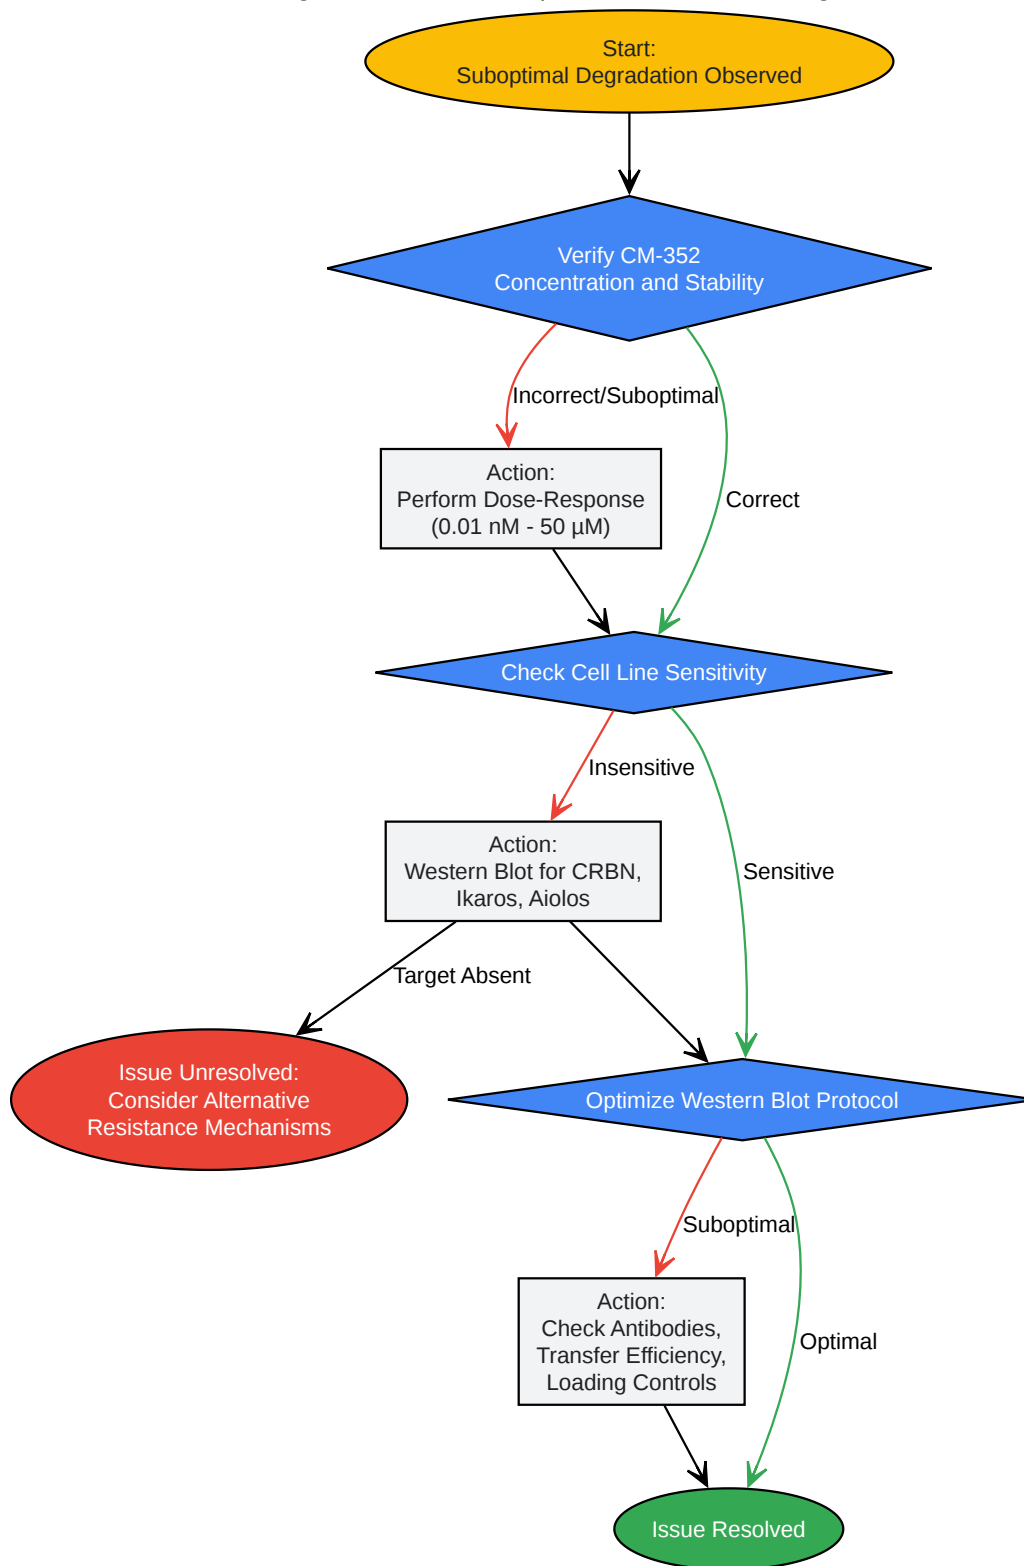 Start:
Suboptimal Degradation Observed
Verify CM-352
Concentration and Stability
Incorrect/Suboptimal
Action:
Perform Dose-Response
(0.01 nM - 50 µM)
Correct
Check Cell Line Sensitivity
Insensitive
Action:
Western Blot for CRBN,
Ikaros, Aiolos
Sensitive
Target Absent
Issue Unresolved:
Consider Alternative
Resistance Mechanisms
Optimize Western Blot Protocol
Suboptimal
Action:
Check Antibodies,
Transfer Efficiency,
Loading Controls
Optimal
Issue Resolved